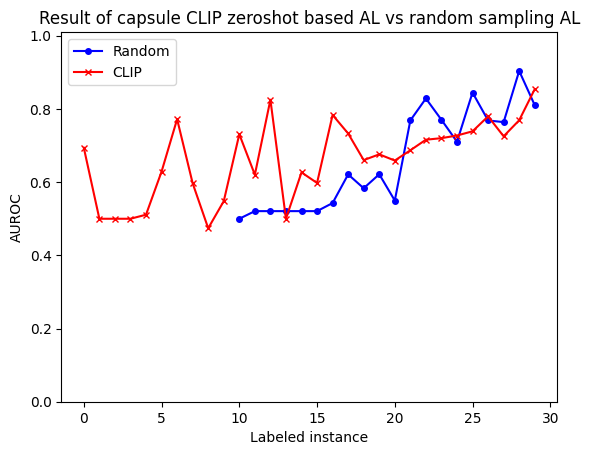 Result of capsule CLIP zeroshot based AL vs random sampling AL
Random
CLIP
1.0
0.8
0.6
0.4
0.2
0.0
AUROC
0 5 10 15 20 25 30
Labeled instance